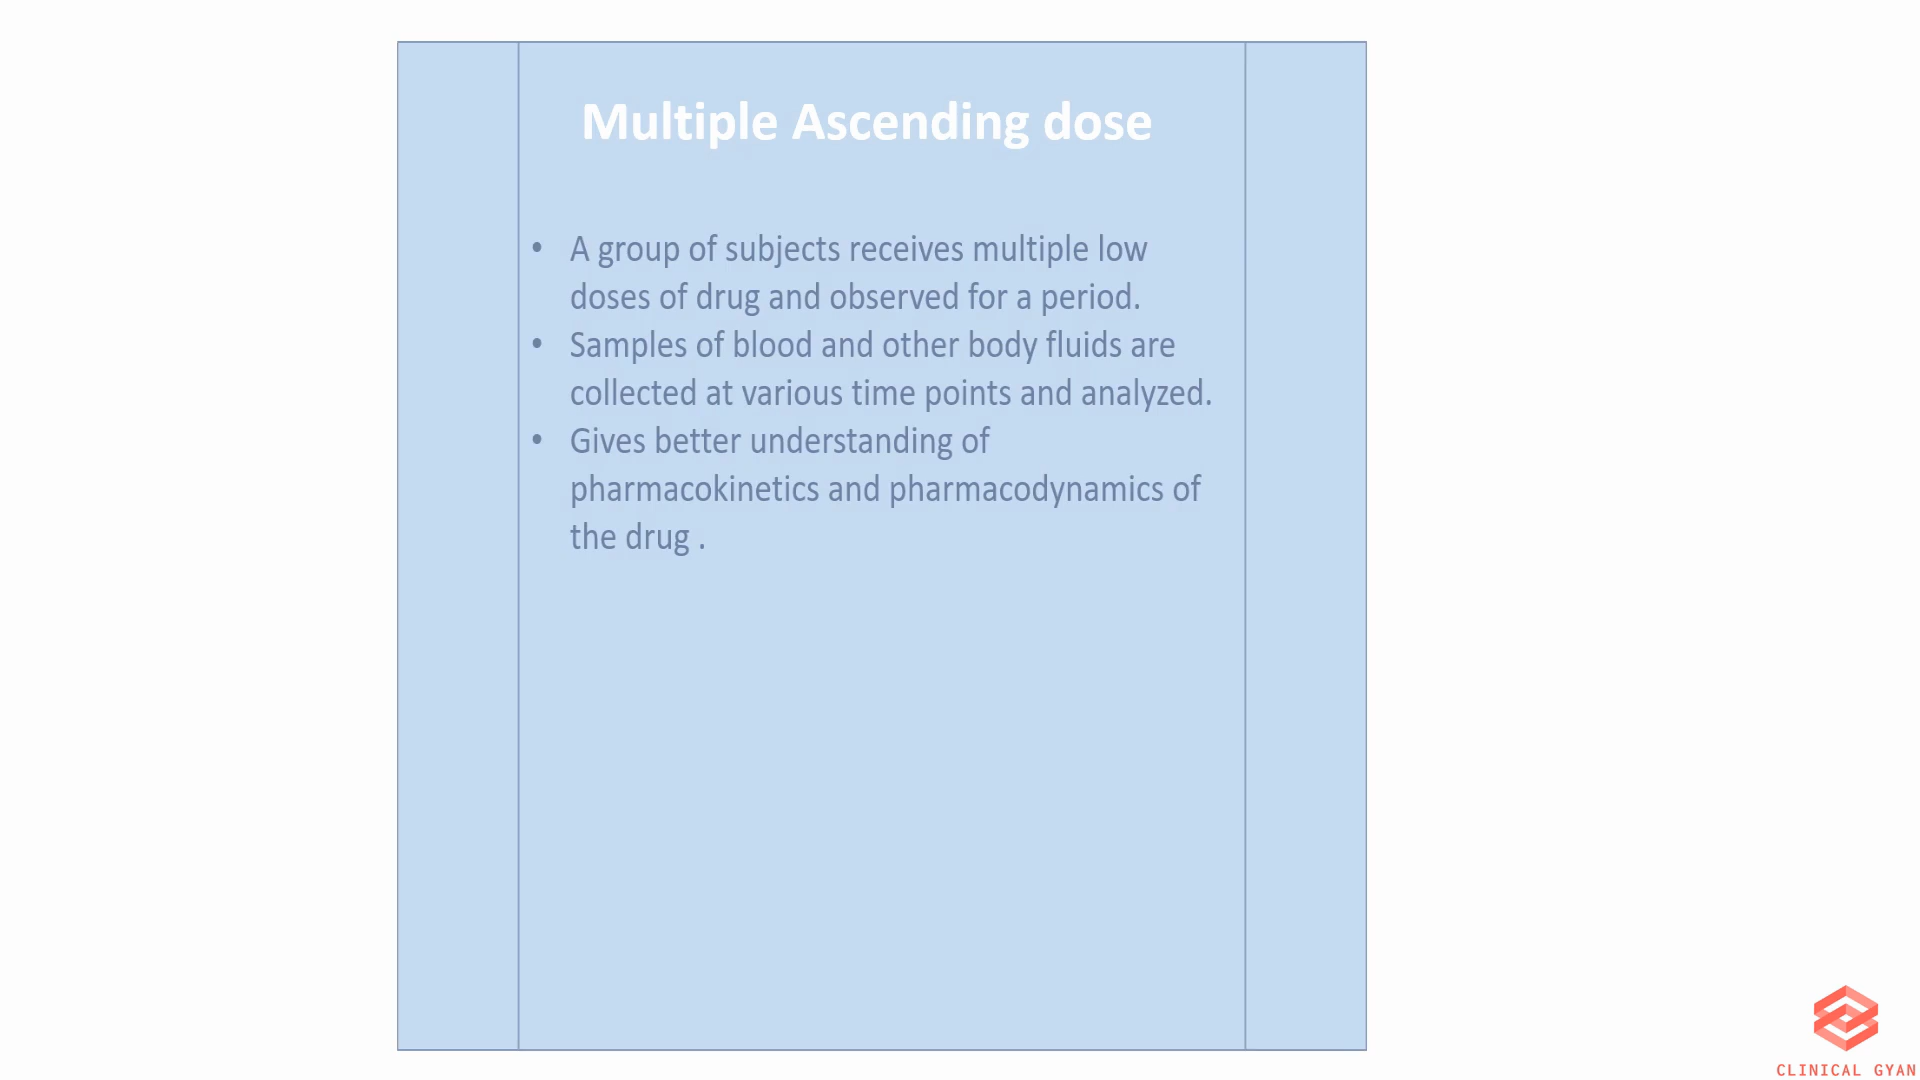 Multiple Ascending dose
• A group of subjects receives multiple low
doses of drug and observed for a period.
• Samples of blood and other body fluids are
collected at various time points and analyzed.
• Gives better understanding of
pharmacokinetics and pharmacodynamics of
the drug .
CLINICAL GYAN